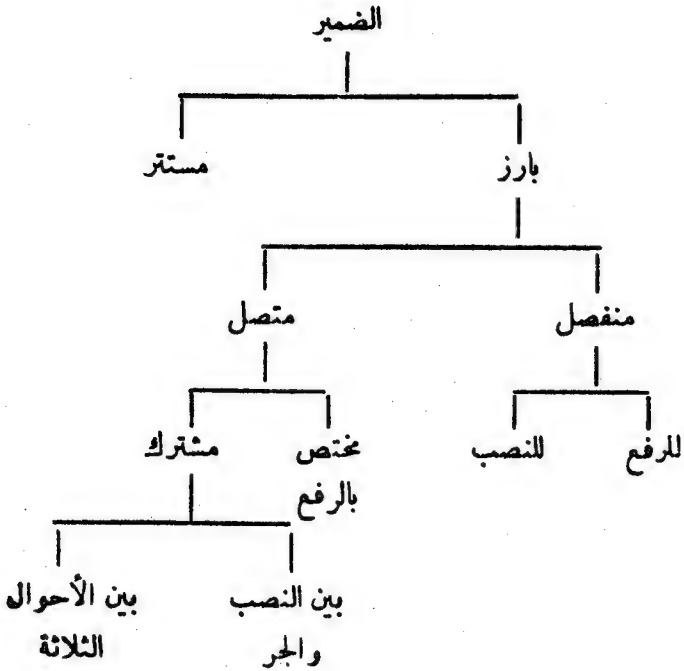 الضمير
بارز
مستتر
منفصل
متصل
للرفع
للنصب
مختص
بالرفع
مشترك
بين النصب
والجر
بين الأحوال
الثلاثة